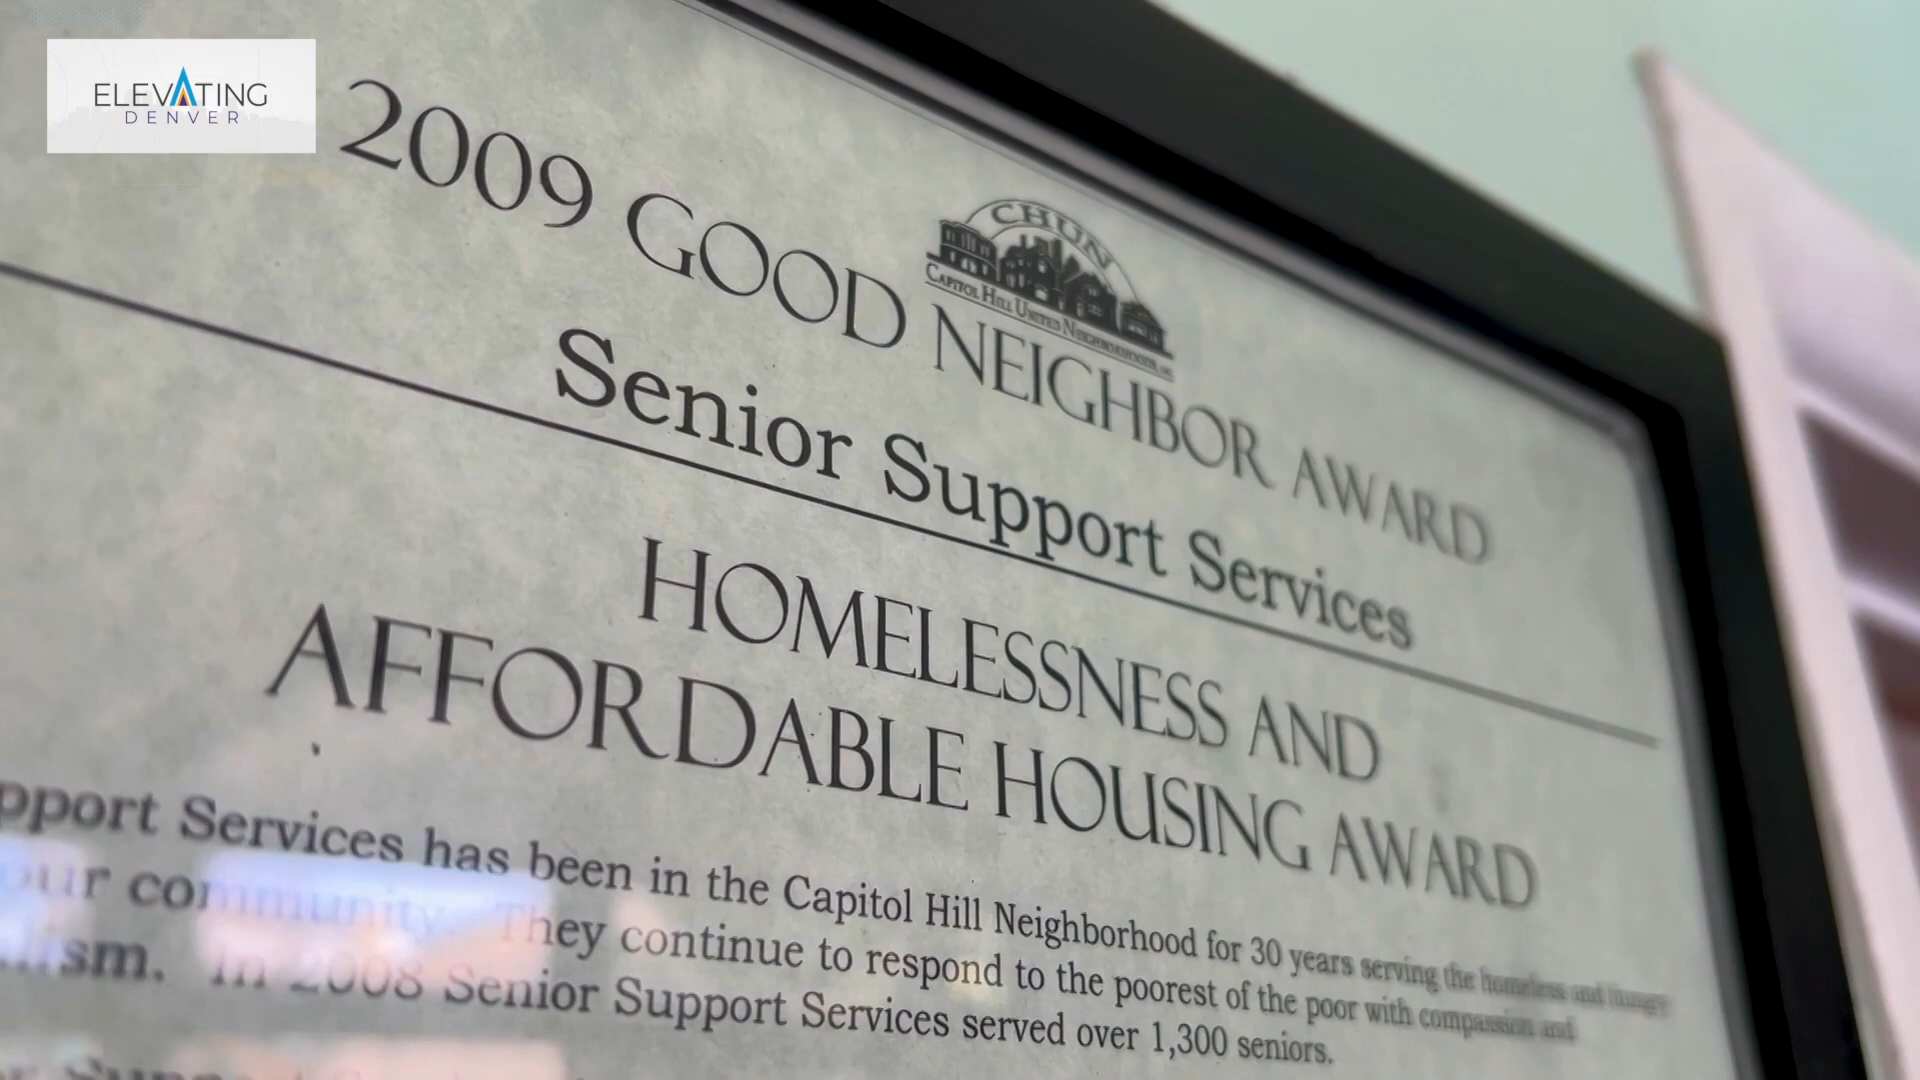 ELEVATING
DENVER
CHUN
CAPITOL HILL UNITED NEIGHBORHOODS, INC
2009 GOOD NEIGHBOR AWARD
Senior Support Services
HOMELESSNESS AND
AFFORDABLE HOUSING AWARD
pport Services has been in the Capitol Hill Neighborhood for 30 years serving the homeless and hungry
our community. They continue to respond to the poorest of the poor with compassion and
sm. In 2008 Senior Support Services served over 1,300 seniors.